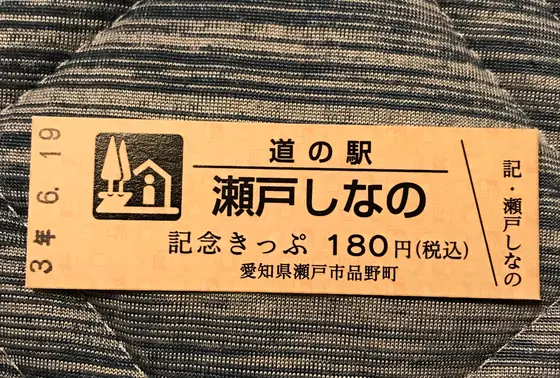 3年 6.19
道の駅
瀬戸しなの
記念きっぷ 180円(税込)
愛知県瀬戸市品野町
記・瀬戸しなの